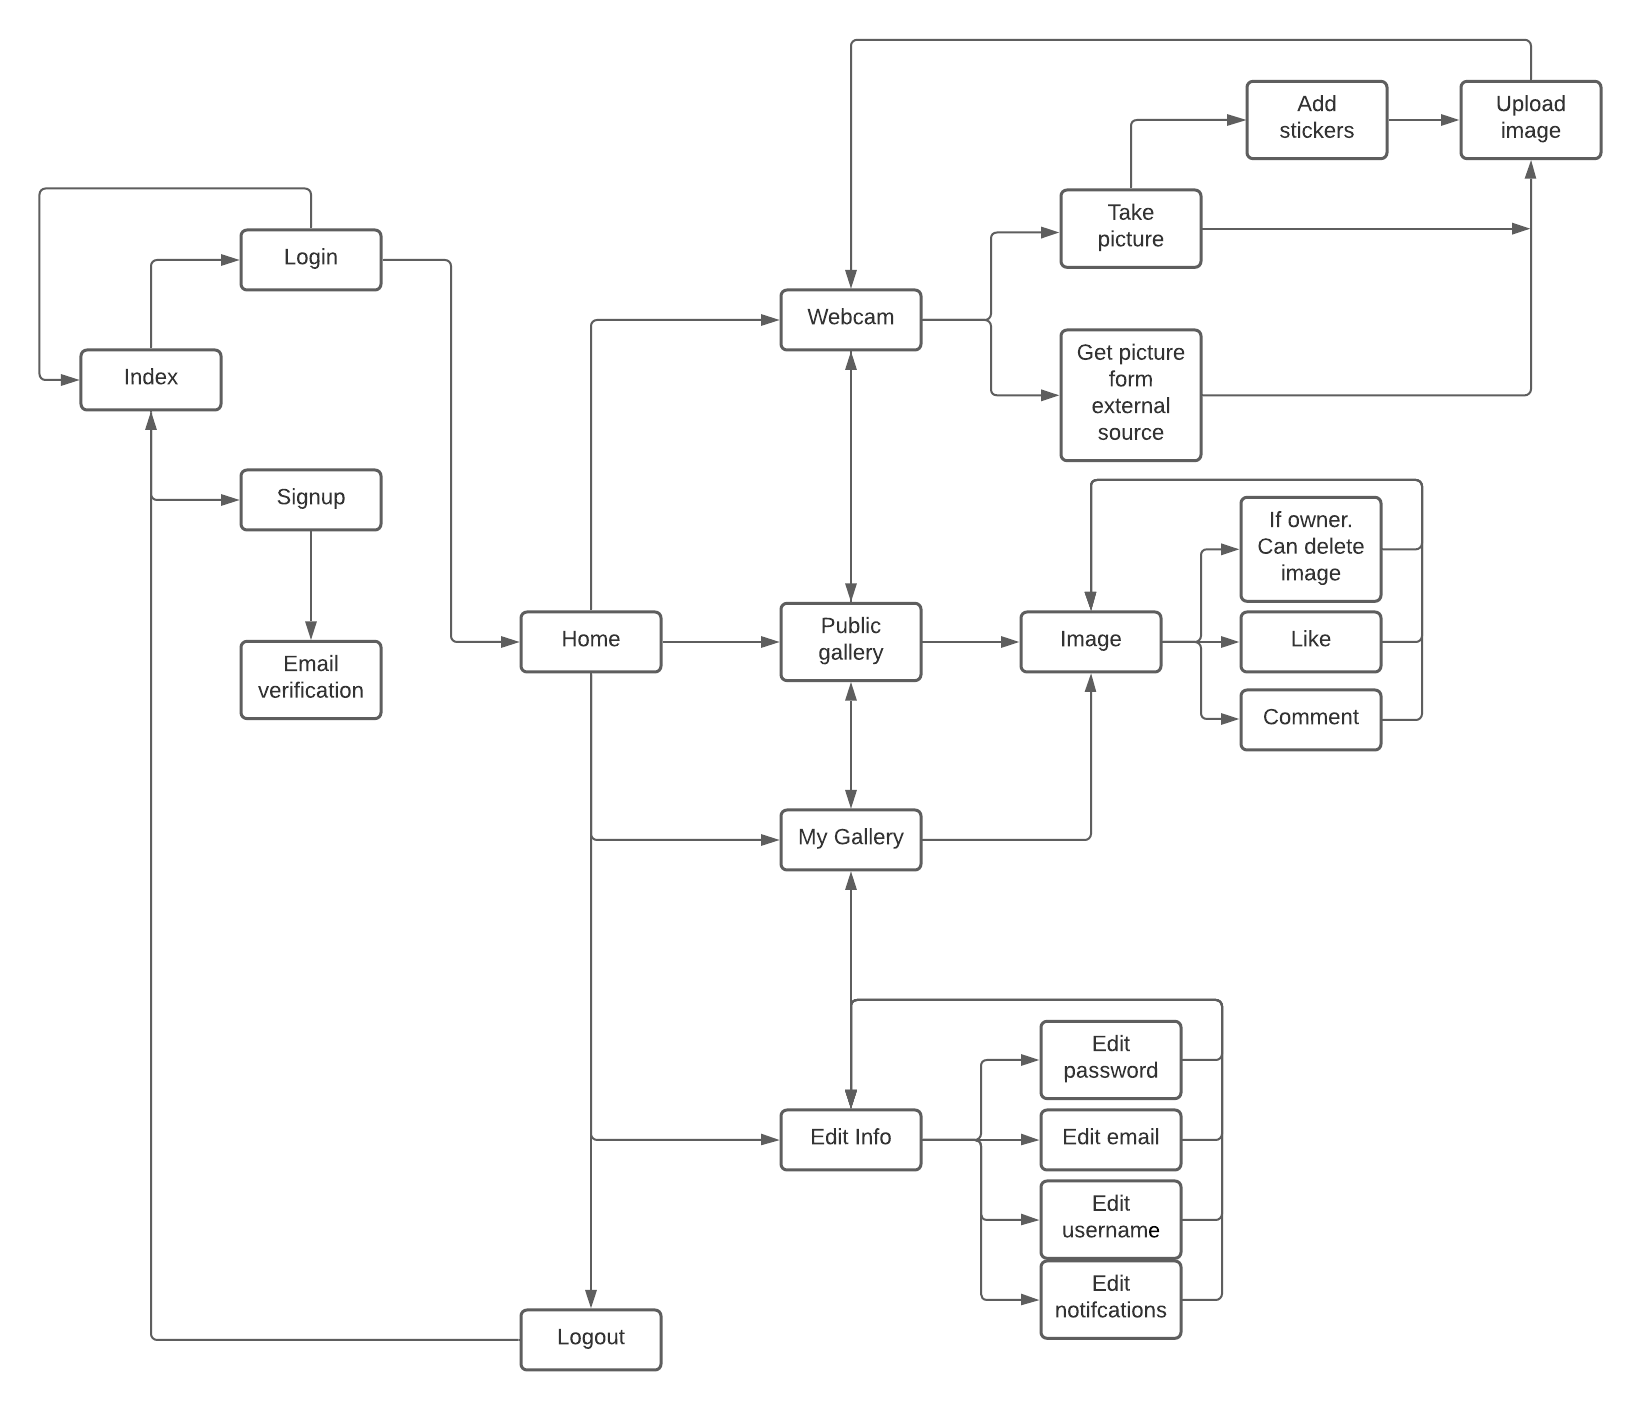 Add
stickers
Upload
image
Take
picture
Login
Webcam
Index
Get picture
form
external
source
Signup
If owner.
Can delete
image
Email
verification
Home
Public
gallery
Image
Like
Comment
My Gallery
Edit
password
Edit Info
Edit email
Edit
username
Edit
notifcations
Logout